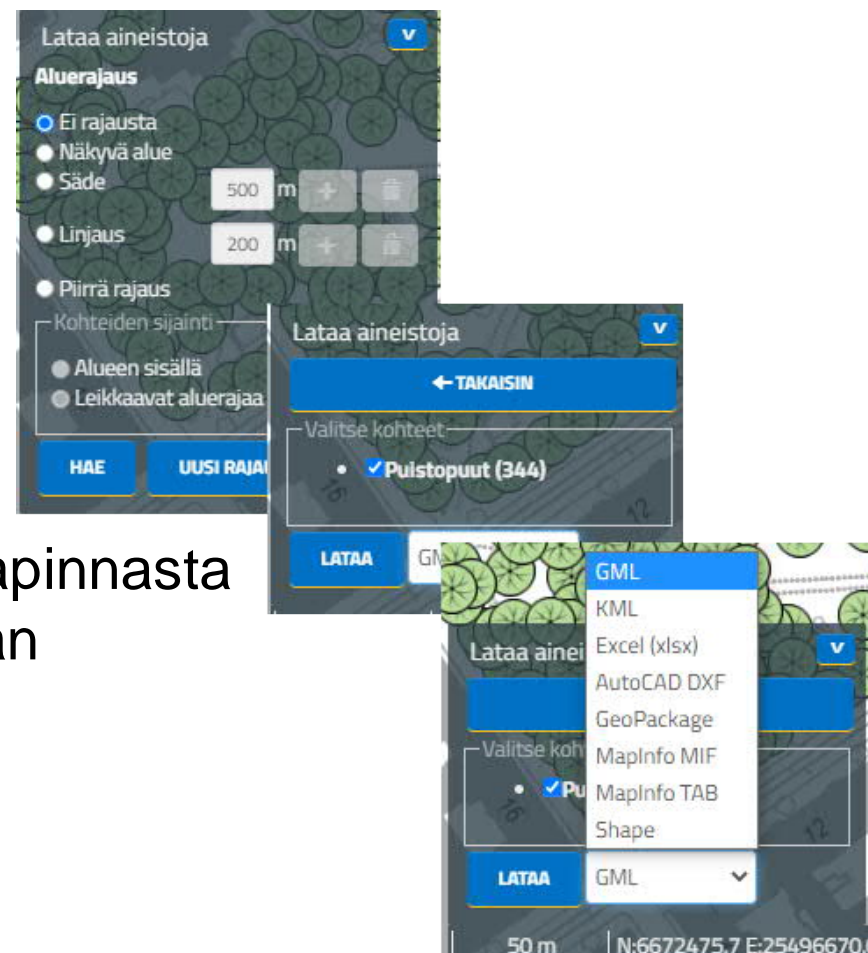 Lataa aineistoja
v
Aluerajaus
Ei rajausta
Näkyvä alue
Säde 500 m +
Linjaus 200 m +
Piirrä rajaus
Kohteiden sijainti
Alueen sisällä
Leikkaavat aluerajaa
HAE UUSI RAJAU
Lataa aineistoja
v
←TAKAISIN
Valitse kohteet
• Puistopuut (344)
16
12
LATAA GM
apinnasta
an
GML
KML
Excel (xlsx)
AutoCAD DXF
GeoPackage
MapInfo MIF
MapInfo TAB
Shape
Lataa ainei
v
Valitse koh
• Pu
16
12
LATAA GML
50 m N:6672475.7 E:25496670.